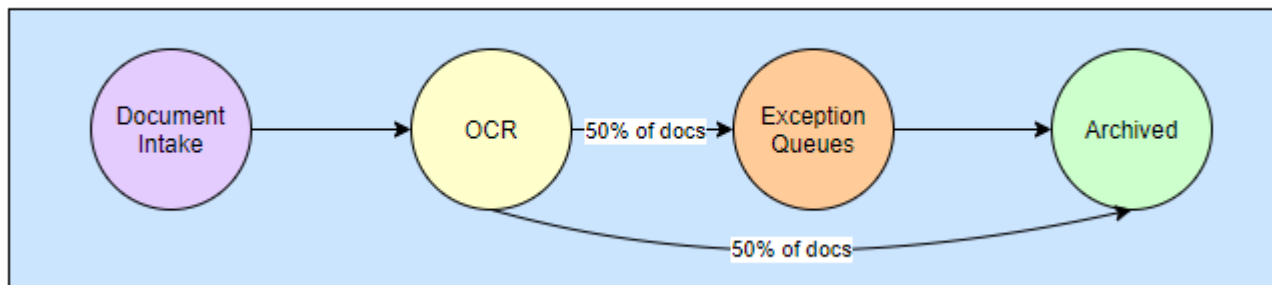 Document
Intake
OCR
50% of docs
Exception
Queues
Archived
50% of docs